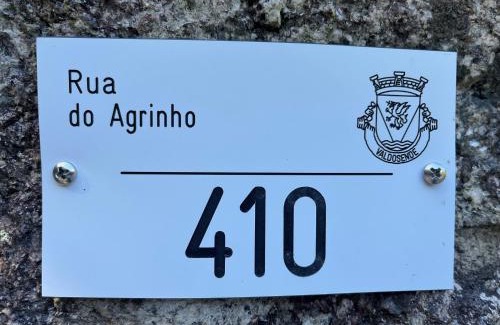 Rua
do Agrinho
VALDOSENDE
410